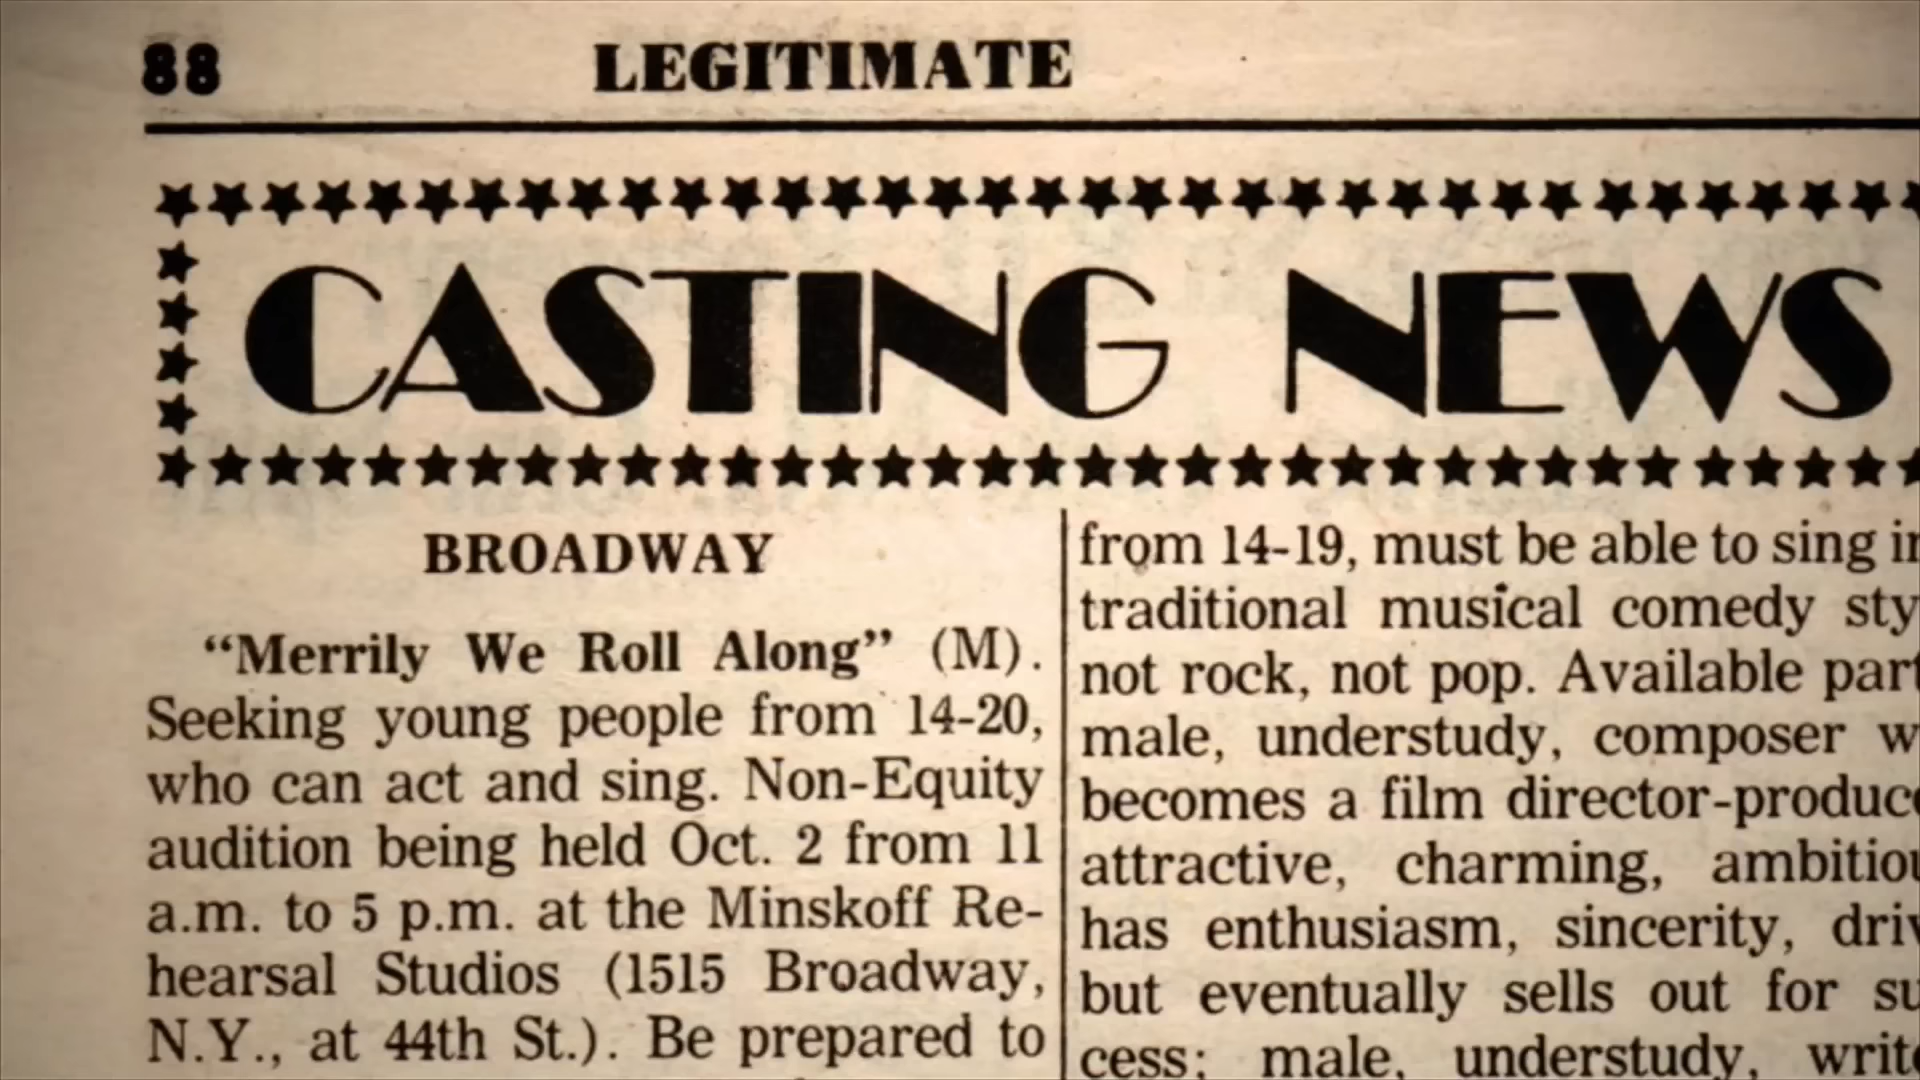 88
LEGITIMATE
CASTING NEWS
BROADWAY
“Merrily We Roll Along” (M).
Seeking young people from 14-20,
who can act and sing. Non-Equity
audition being held Oct. 2 from 11
a.m. to 5 p.m. at the Minskoff Re-
hearsal Studios (1515 Broadway,
N.Y., at 44th St.). Be prepared to
from 14-19, must be able to sing
traditional musical comedy
not rock, not pop. Available
male, understudy, composer
becomes a film
attractive, charming,
has enthusiasm, sincerity,
but eventually sells out for
cess; male, understudy,